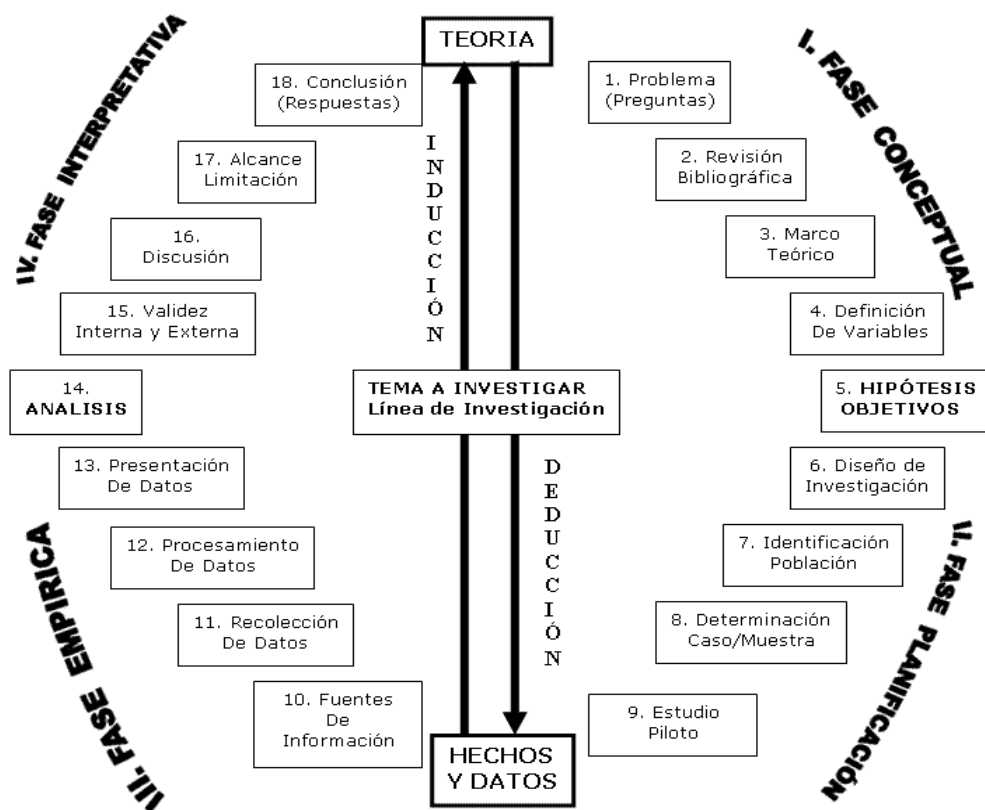 TEORIA
I. FASE CONCEPTUAL
1. Problema
(Preguntas)
2. Revisión
Bibliográfica
3. Marco
Teórico
4. Definición
De Variables
5. HIPÓTESIS
OBJETIVOS
II. FASE PLANIFICACIÓN
6. Diseño de
Investigación
7. Identificación
Población
8. Determinación
Caso/Muestra
9. Estudio
Piloto
HECHOS
Y DATOS
III. FASE EMPIRICA
10. Fuentes
De
Información
11. Recolección
De Datos
12. Procesamiento
De Datos
13. Presentación
De Datos
14.
ANALISIS
IV. FASE INTERPRETATIVA
15. Validez
Interna y Externa
16.
Discusión
17. Alcance
Limitación
18. Conclusión
(Respuestas)
INDUCCIÓN
TEMA A INVESTIGAR
Línea de Investigación
DEDUCCIÓN